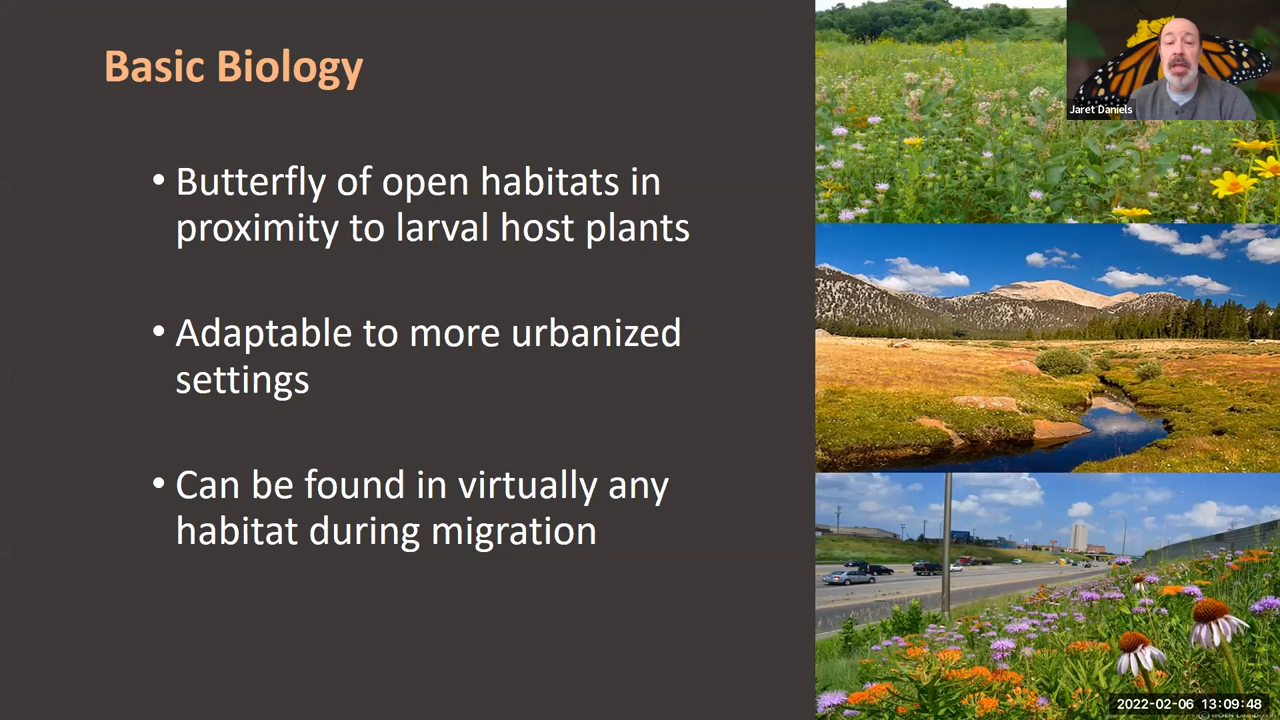 Basic Biology
• Butterfly of open habitats in
proximity to larval host plants
• Adaptable to more urbanized
settings
• Can be found in virtually any
habitat during migration
Jaret Daniels
2022-02-06 13:09:48